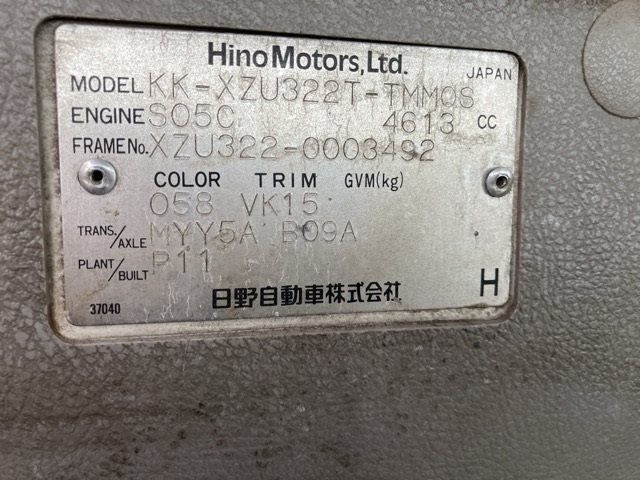 Hino Motors, Ltd.
JAPAN
MODEL KK-XZU322T-TMMQS
ENGINE S05C 4613 CC
FRAME No. XZU322-0003492
COLOR TRIM GVM(kg)
058 VK15
TRANS./AXLE MYY5A B09A
PLANT/BUILT P11
37040
日野自動車株式会社
H